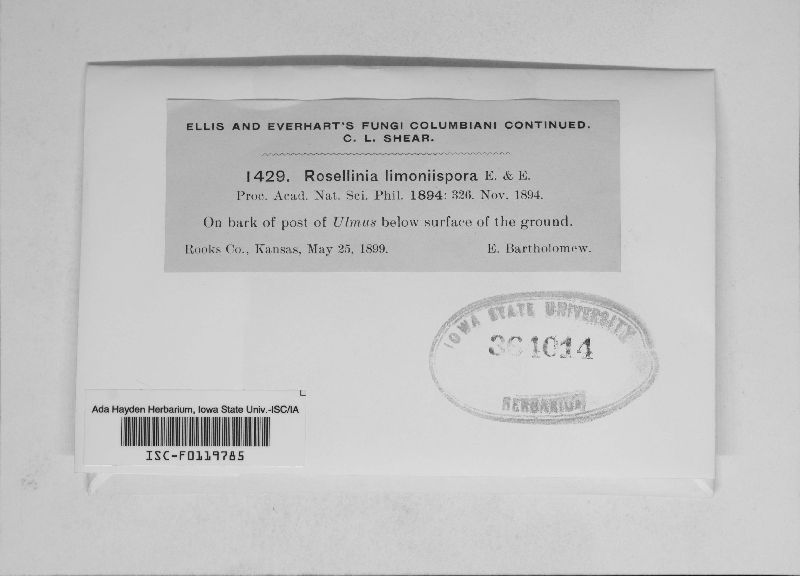 ELLIS AND EVERHART'S FUNGI COLUMBIANI CONTINUED.
C. L. SHEAR.
1429. Rosellinia limoniispora E. & E.
Proc. Acad. Nat. Sci. Phil. 1894: 326. Nov. 1894.
On bark of post of Ulmus below surface of the ground.
Rooks Co., Kansas, May 25, 1899. E. Bartholomew.
IOWA STATE UNIVERSITY
361014
HERBARIUM
Ada Hayden Herbarium, Iowa State Univ.-ISC/IA
ISC-F0119785